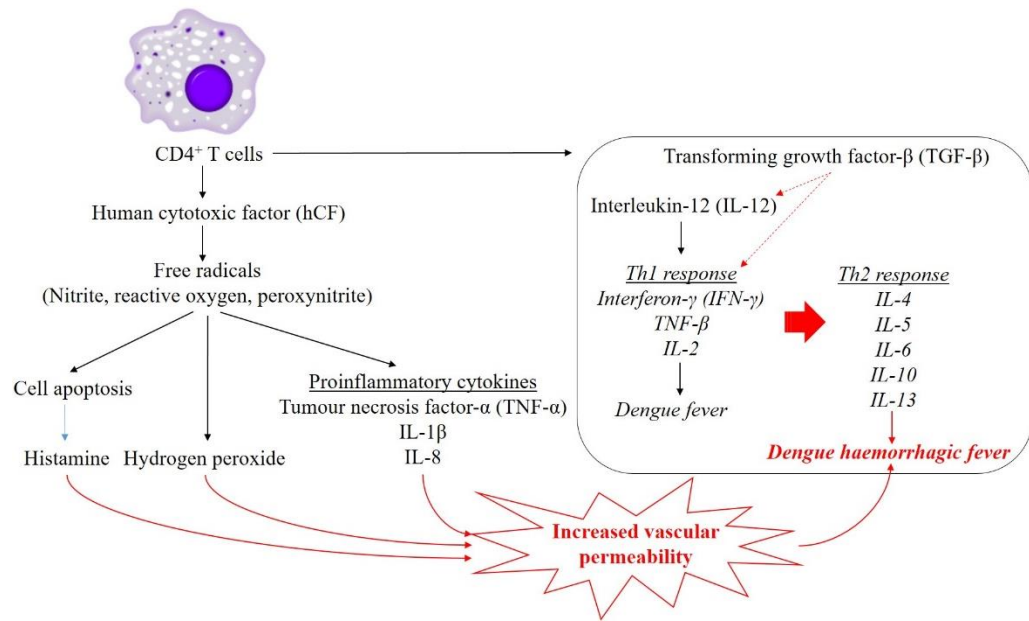 CD4⁺ T cells
Human cytotoxic factor (hCF)
Free radicals
(Nitrite, reactive oxygen, peroxynitrite)
Cell apoptosis
Histamine
Hydrogen peroxide
Proinflammatory cytokines
Tumour necrosis factor-α (TNF-α)
IL-1β
IL-8
Transforming growth factor-β (TGF-β)
Interleukin-12 (IL-12)
Th1 response
Interferon-γ (IFN-γ)
TNF-β
IL-2
Dengue fever
Th2 response
IL-4
IL-5
IL-6
IL-10
IL-13
Dengue haemorrhagic fever
Increased vascular
permeability